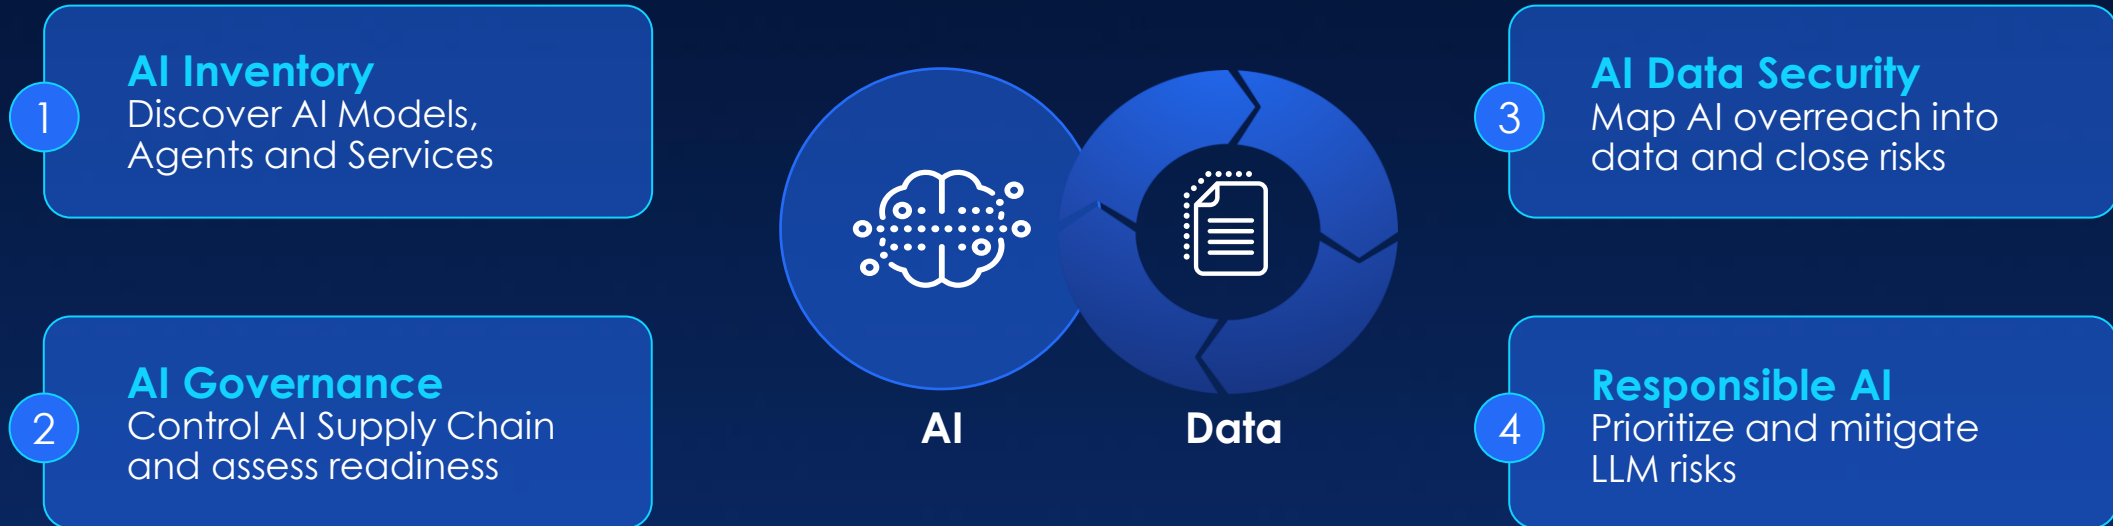 1
AI Inventory
Discover AI Models,
Agents and Services
2
AI Governance
Control AI Supply Chain
and assess readiness
AI
Data
3
AI Data Security
Map AI overreach into
data and close risks
4
Responsible AI
Prioritize and mitigate
LLM risks